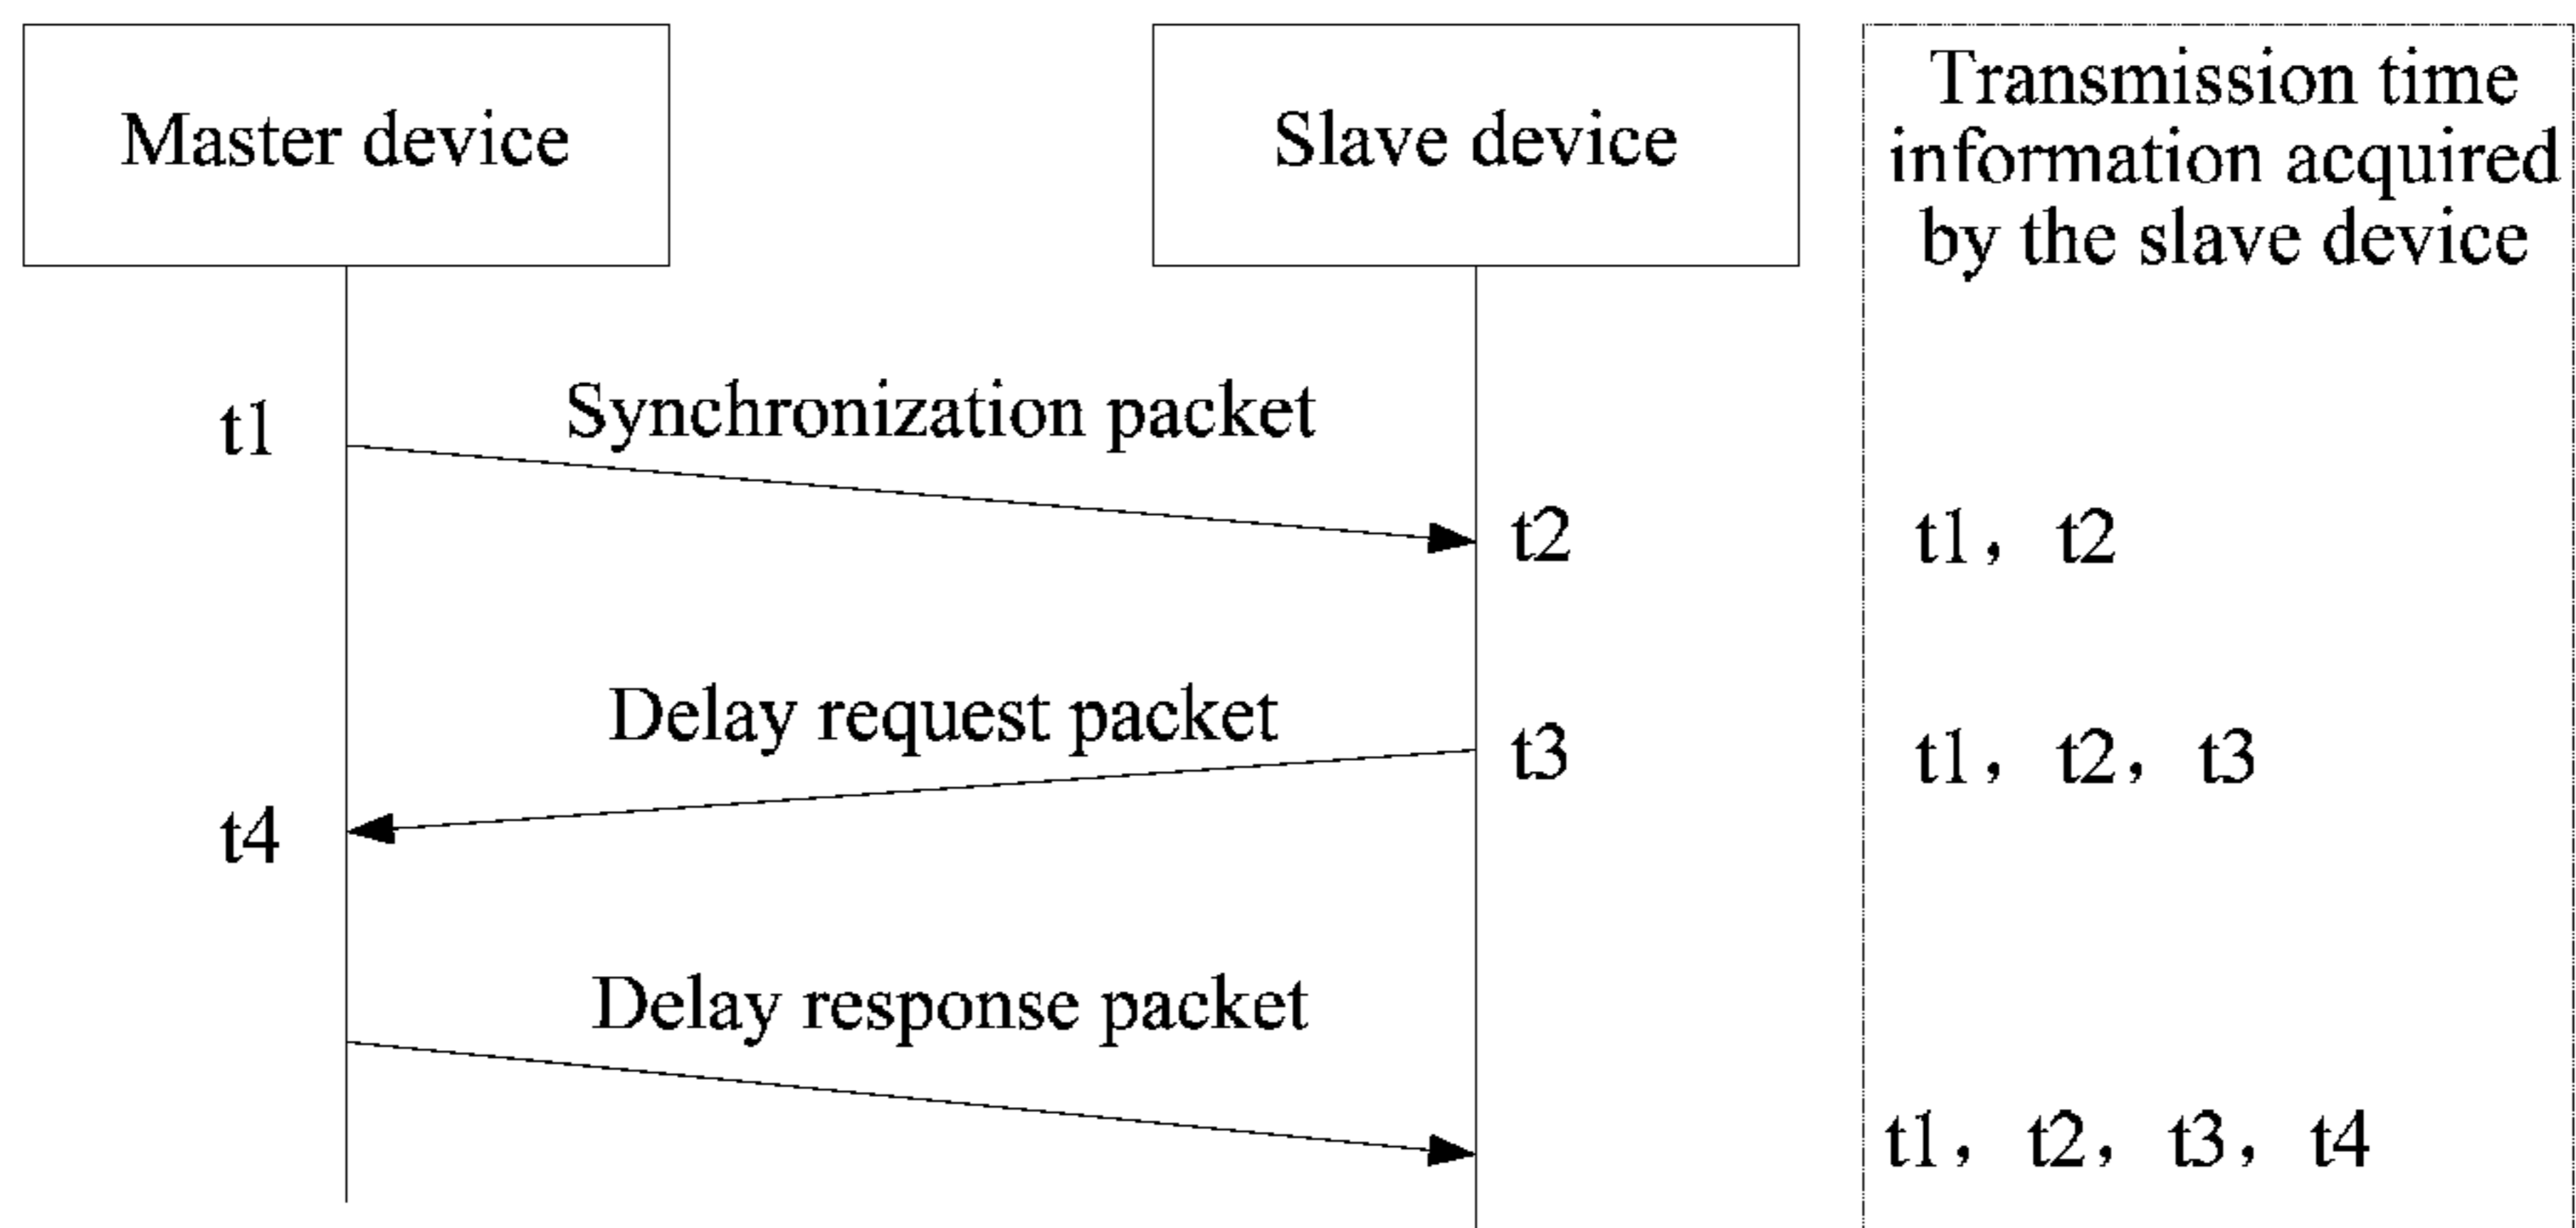 Master device
Slave device
Transmission time
information acquired
by the slave device
t1
Synchronization packet
t2
t1, t2
Delay request packet
t3
t1, t2, t3
t4
Delay response packet
t1, t2, t3, t4